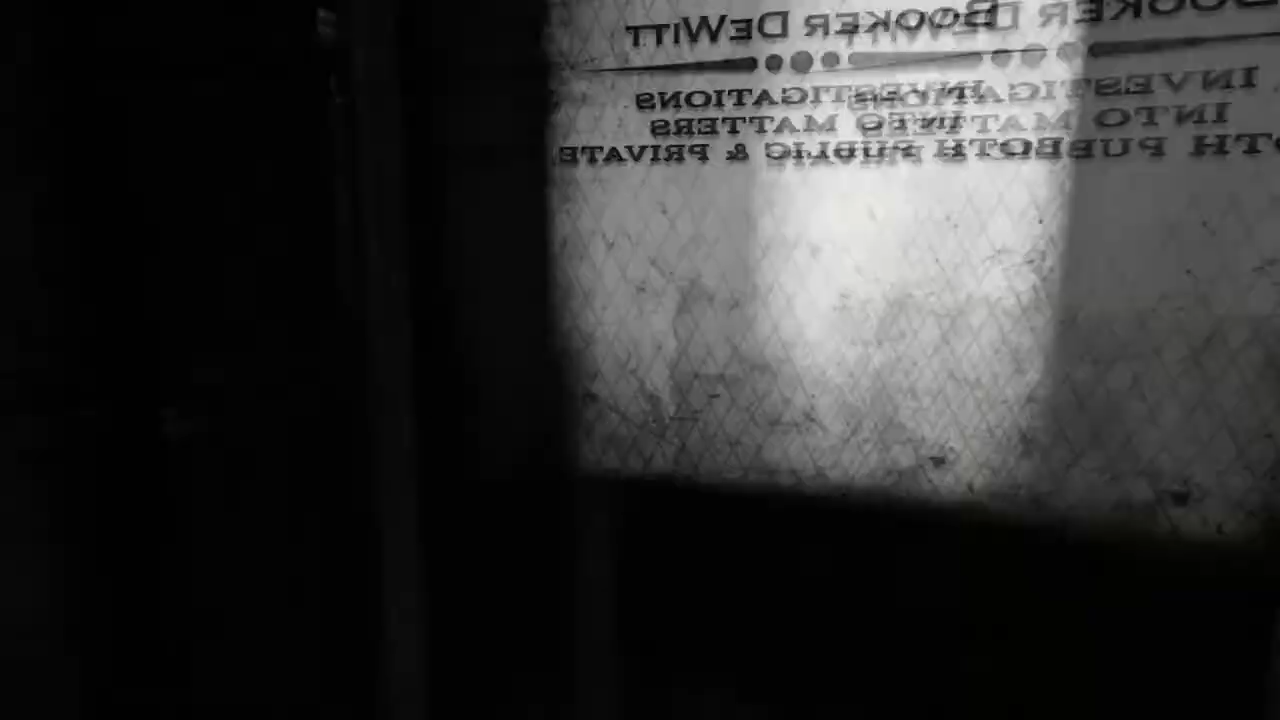 BOOKER DEWITT
INVESTIGATIONS
INTO MATTERS
BOTH PUBLIC & PRIVATE